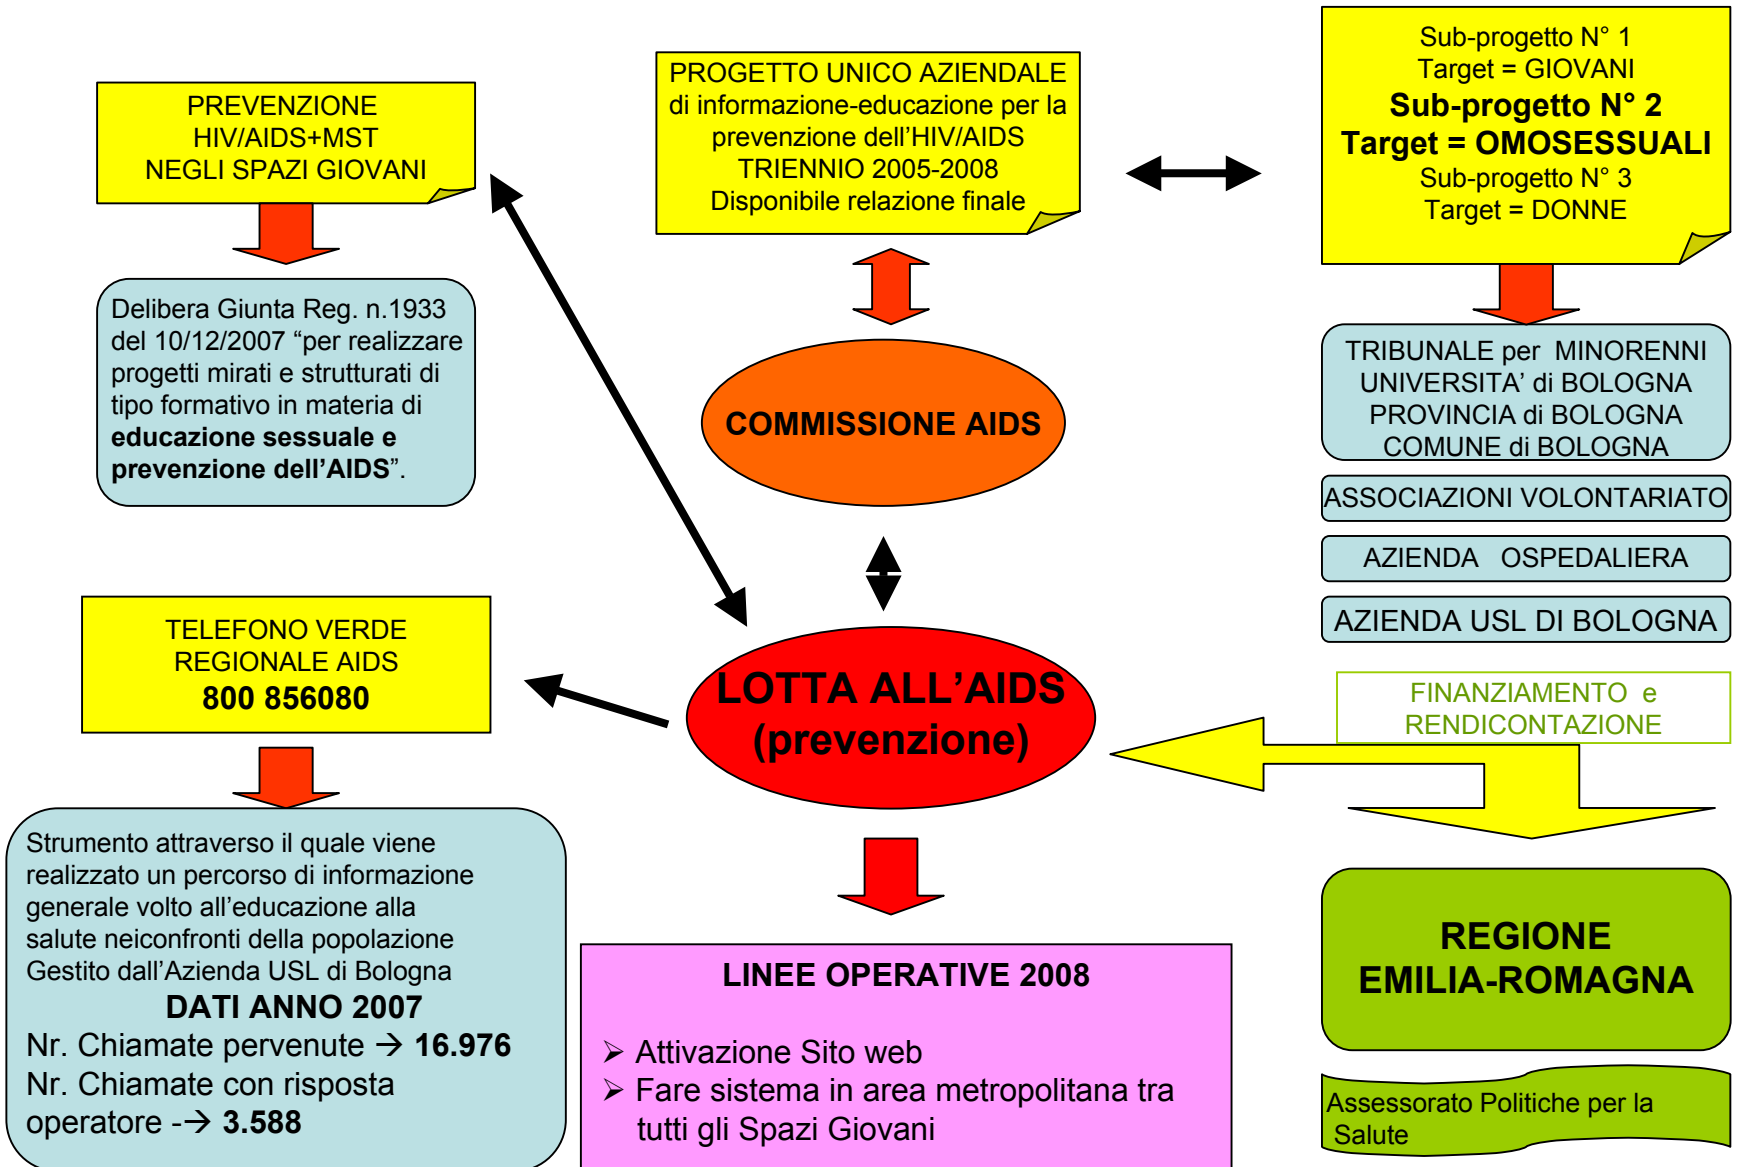 PREVENZIONE
HIV/AIDS+MST
NEGLI SPAZI GIOVANI
Delibera Giunta Reg. n.1933
del 10/12/2007 “per realizzare
progetti mirati e strutturati di
tipo formativo in materia di
educazione sessuale e
prevenzione dell’AIDS”.
TELEFONO VERDE
REGIONALE AIDS
800 856080
Strumento attraverso il quale viene
realizzato un percorso di informazione
generale volto all’educazione alla
salute neiconfronti della popolazione
Gestito dall’Azienda USL di Bologna
DATI ANNO 2007
Nr. Chiamate pervenute → 16.976
Nr. Chiamate con risposta
operatore -→ 3.588
PROGETTO UNICO AZIENDALE
di informazione-educazione per la
prevenzione dell’HIV/AIDS
TRIENNIO 2005-2008
Disponibile relazione finale
COMMISSIONE AIDS
LOTTA ALL’AIDS
(prevenzione)
LINEE OPERATIVE 2008
➢ Attivazione Sito web
➢ Fare sistema in area metropolitana tra
tutti gli Spazi Giovani
Sub-progetto N° 1
Target = GIOVANI
Sub-progetto N° 2
Target = OMOSESSUALI
Sub-progetto N° 3
Target = DONNE
TRIBUNALE per MINORENNI
UNIVERSITA’ di BOLOGNA
PROVINCIA di BOLOGNA
COMUNE di BOLOGNA
ASSOCIAZIONI VOLONTARIATO
AZIENDA OSPEDALIERA
AZIENDA USL DI BOLOGNA
FINANZIAMENTO e
RENDICONTAZIONE
REGIONE
EMILIA-ROMAGNA
Assessorato Politiche per la
Salute